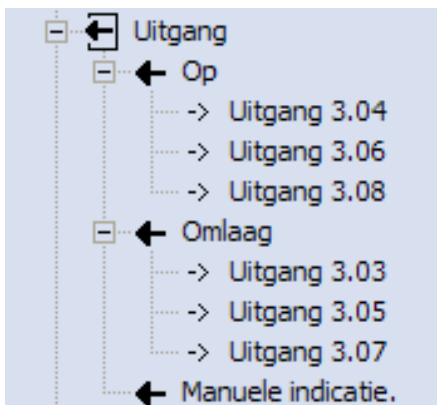 Uitgang
Op
-> Uitgang 3.04
-> Uitgang 3.06
-> Uitgang 3.08
Omlaag
-> Uitgang 3.03
-> Uitgang 3.05
-> Uitgang 3.07
Manuele indicatie.